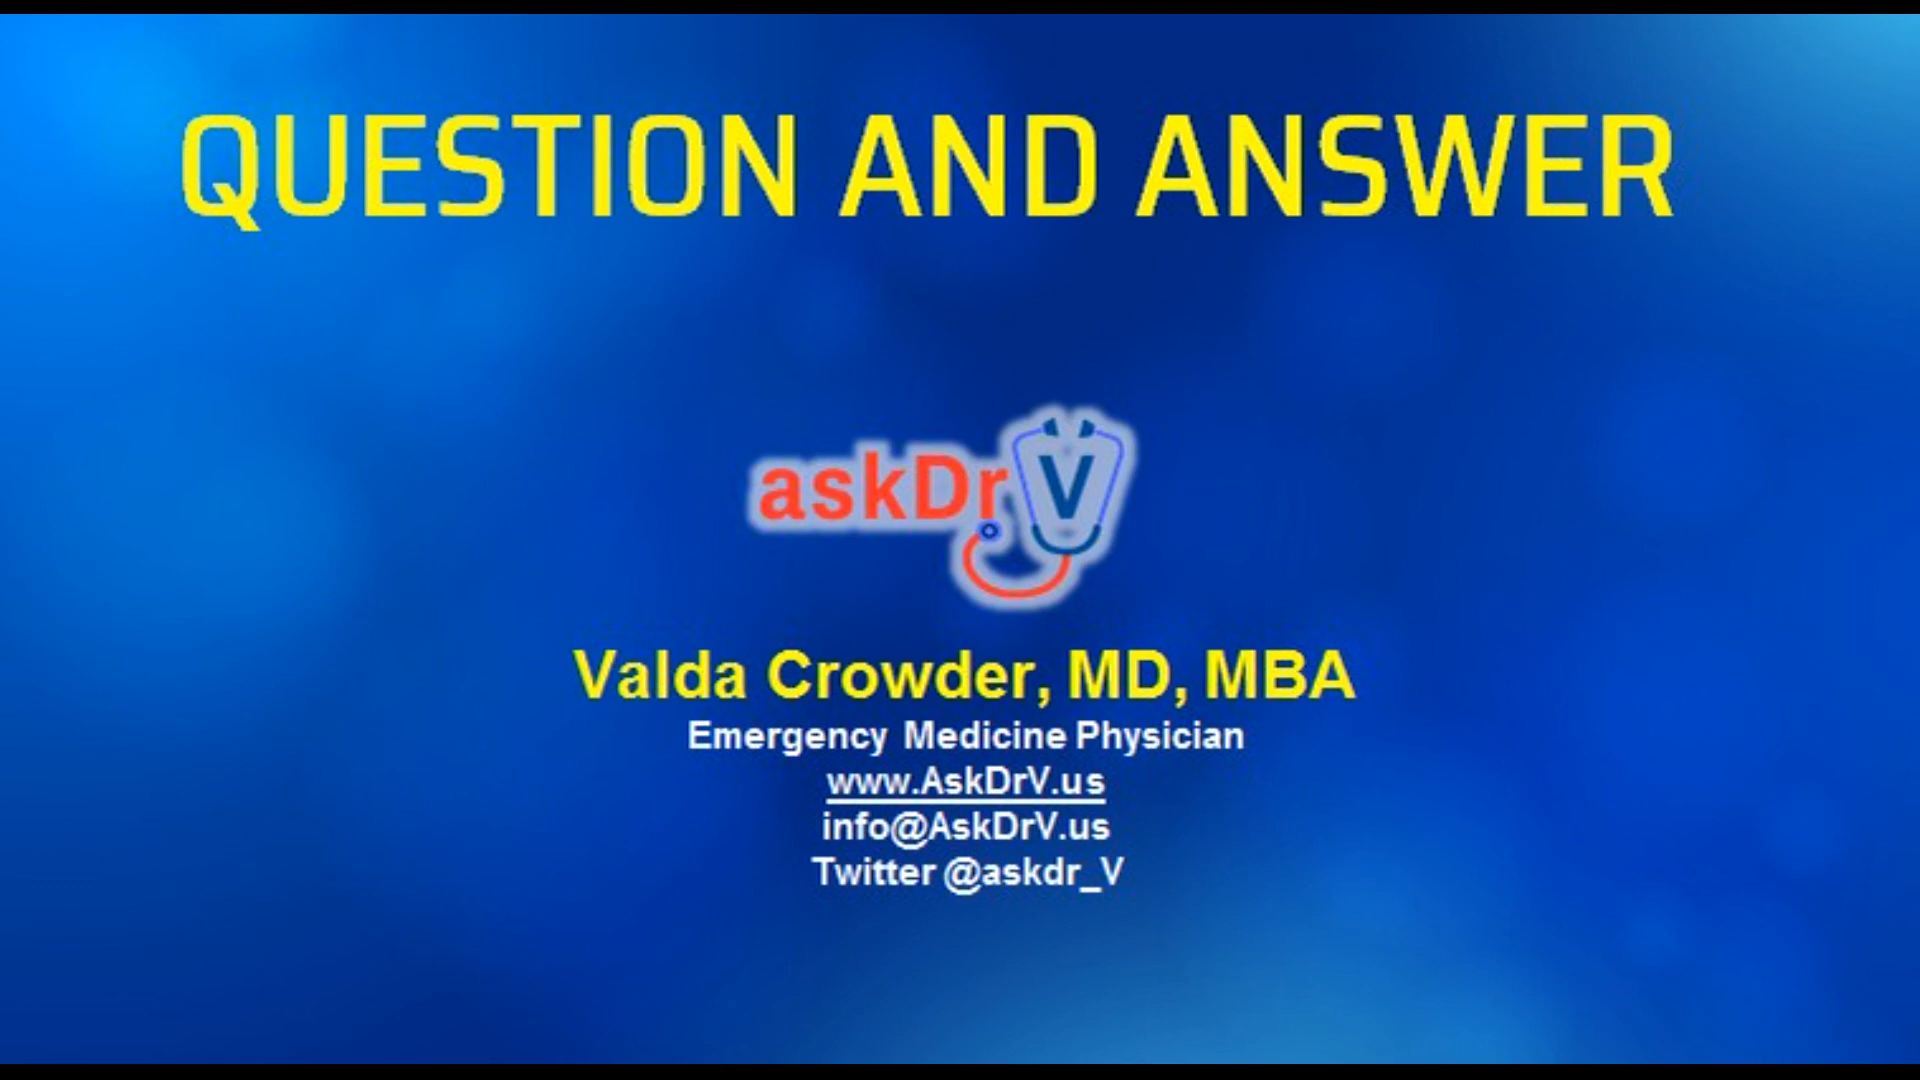 QUESTION AND ANSWER
askDrV
Valda Crowder, MD, MBA
Emergency Medicine Physician
www.AskDrV.us
info@AskDrV.us
Twitter @askdr_V